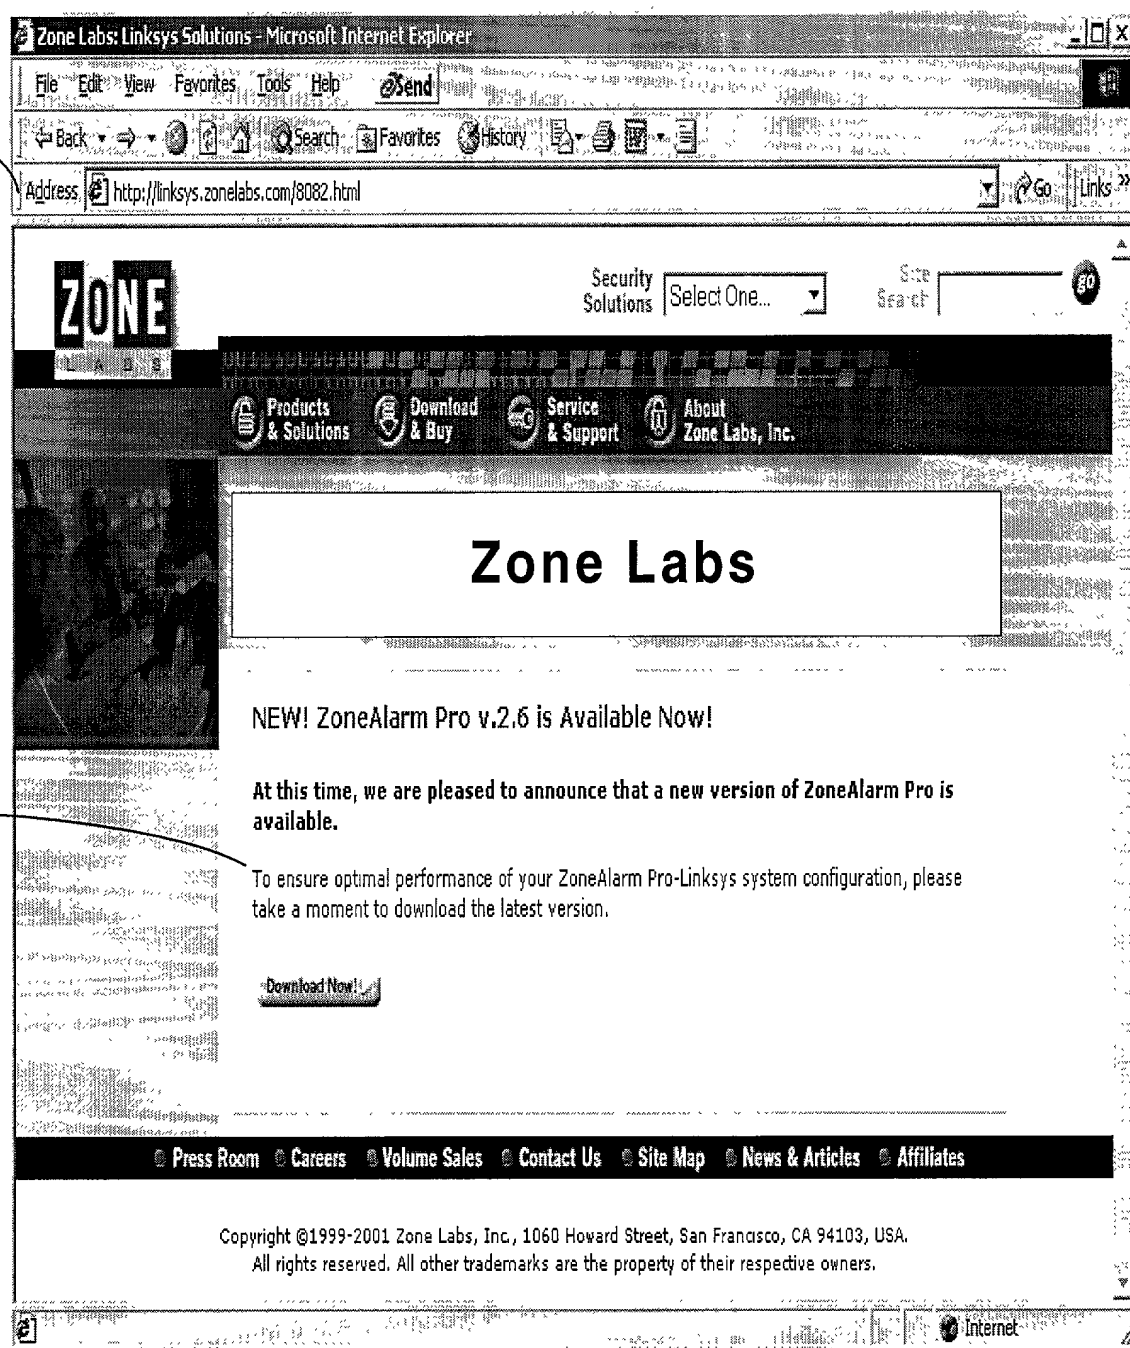 Zone Labs: Linksys Solutions - Microsoft Internet Explorer
File Edit View Favorites Tools Help Send
Back Search Favorites History
Address http://linksys.zonelabs.com/8082.html Go Links »
ZONE
LABS
Security Solutions Select One...
Site Search go
Products & Solutions
Download & Buy
Service & Support
About Zone Labs, Inc.
Zone Labs
NEW! ZoneAlarm Pro v.2.6 is Available Now!
At this time, we are pleased to announce that a new version of ZoneAlarm Pro is
available.
To ensure optimal performance of your ZoneAlarm Pro-Linksys system configuration, please
take a moment to download the latest version.
Download Now!
Press Room Careers Volume Sales Contact Us Site Map News & Articles Affiliates
Copyright ©1999-2001 Zone Labs, Inc., 1060 Howard Street, San Francisco, CA 94103, USA.
All rights reserved. All other trademarks are the property of their respective owners.
Internet